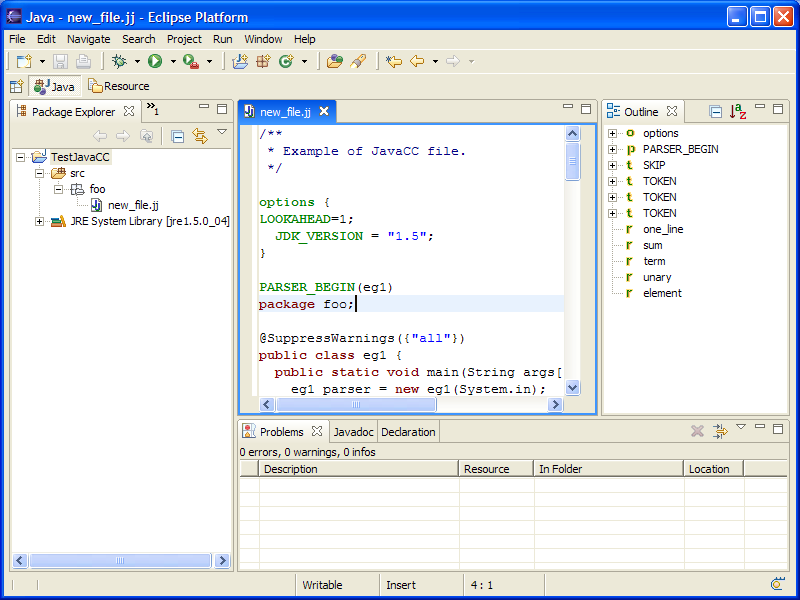 Java - new_file.jj - Eclipse Platform
File Edit Navigate Search Project Run Window Help
Java Resource
Package Explorer »1
TestJavaCC
src
foo
new_file.jj
JRE System Library [jre1.5.0_04]
new_file.jj
/**
 * Example of JavaCC file.
 */
options {
LOOKAHEAD=1;
  JDK_VERSION = "1.5";
}
PARSER_BEGIN(eg1)
package foo;
@SuppressWarnings({"all"})
public class eg1 {
  public static void main(String args[
    eg1 parser = new eg1(System.in);
Outline
options
PARSER_BEGIN
SKIP
TOKEN
TOKEN
TOKEN
one_line
sum
term
unary
element
Problems Javadoc Declaration
0 errors, 0 warnings, 0 infos
Description Resource In Folder Location
Writable Insert 4 : 1